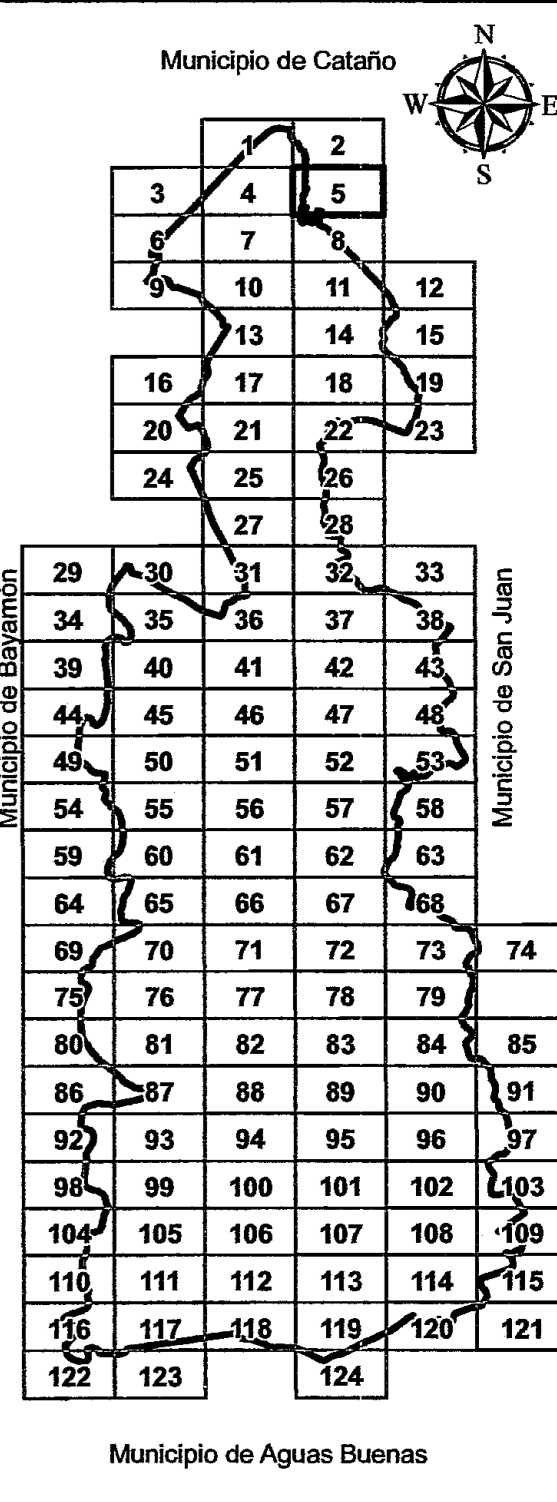 N
Municipio de Cataño
W E
S
1 2
3 4 5
6 7 8
9 10 11 12
13 14 15
16 17 18 19
20 21 22 23
24 25 26
27 28
29 30 31 32 33
34 35 36 37 38
39 40 41 42 43
44 45 46 47 48
49 50 51 52 53
54 55 56 57 58
59 60 61 62 63
64 65 66 67 68
69 70 71 72 73 74
75 76 77 78 79
80 81 82 83 84 85
86 87 88 89 90 91
92 93 94 95 96 97
98 99 100 101 102 103
104 105 106 107 108 109
110 111 112 113 114 115
116 117 118 119 120 121
122 123 124
Municipio de Bayamón
Municipio de San Juan
Municipio de Aguas Buenas